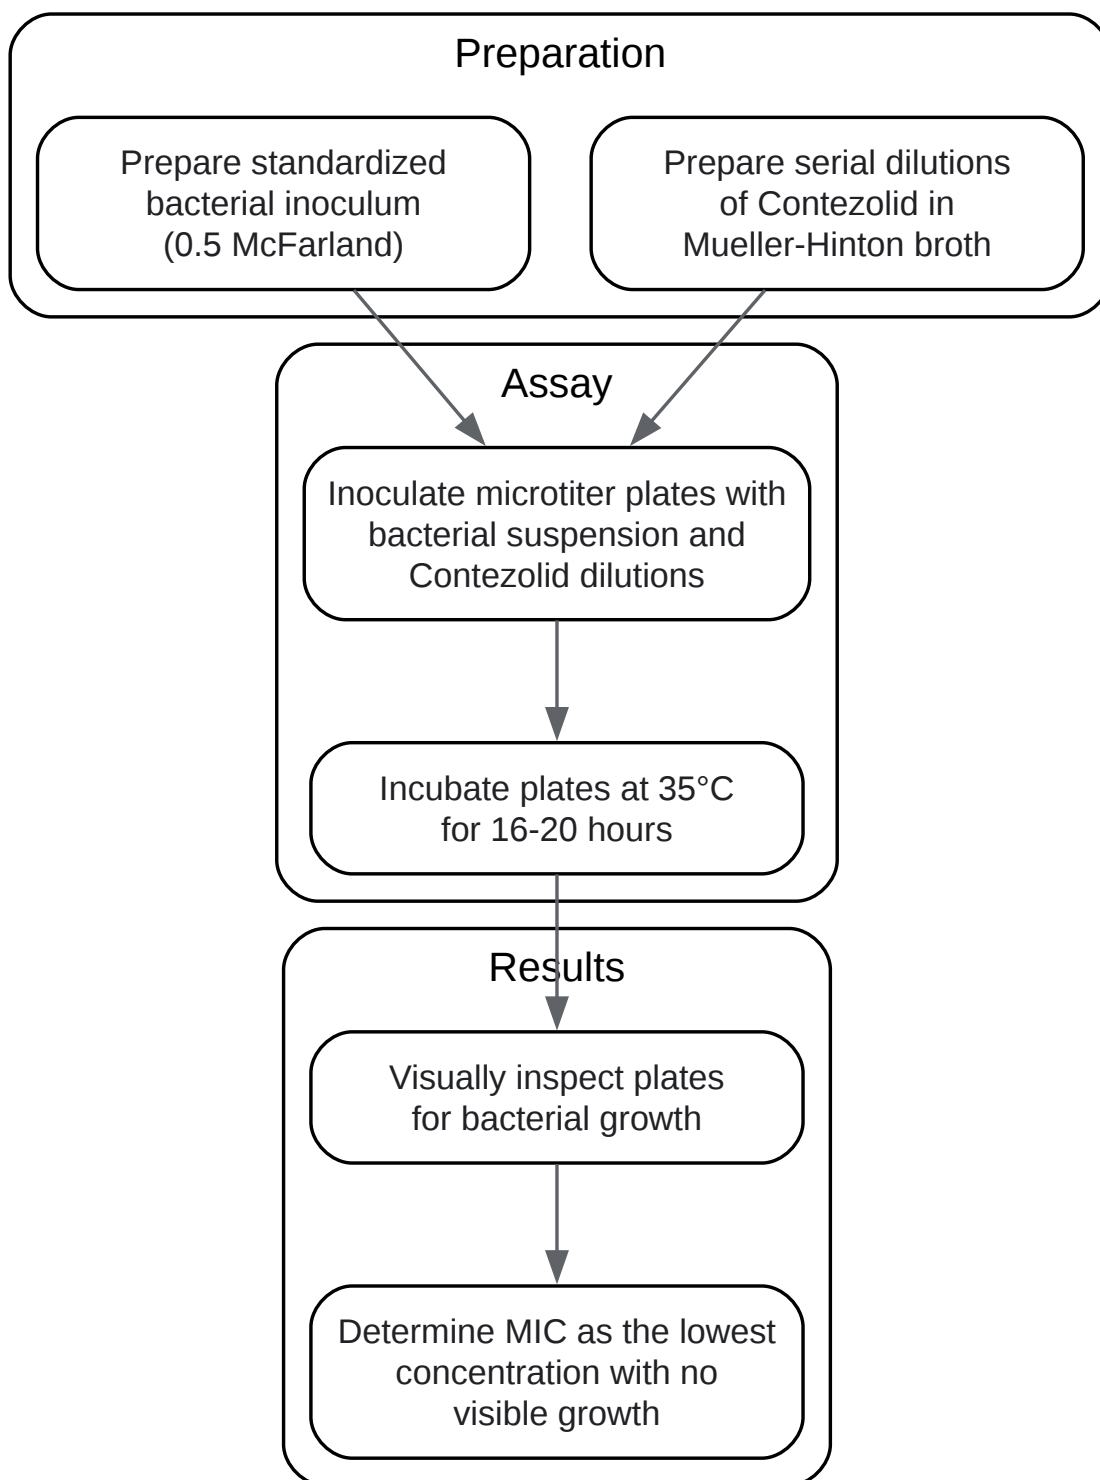 Preparation
Prepare standardized
bacterial inoculum
(0.5 McFarland)
Prepare serial dilutions
of Contezolid in
Mueller-Hinton broth
Assay
Inoculate microtiter plates with
bacterial suspension and
Contezolid dilutions
Incubate plates at 35°C
for 16-20 hours
Results
Visually inspect plates
for bacterial growth
Determine MIC as the lowest
concentration with no
visible growth